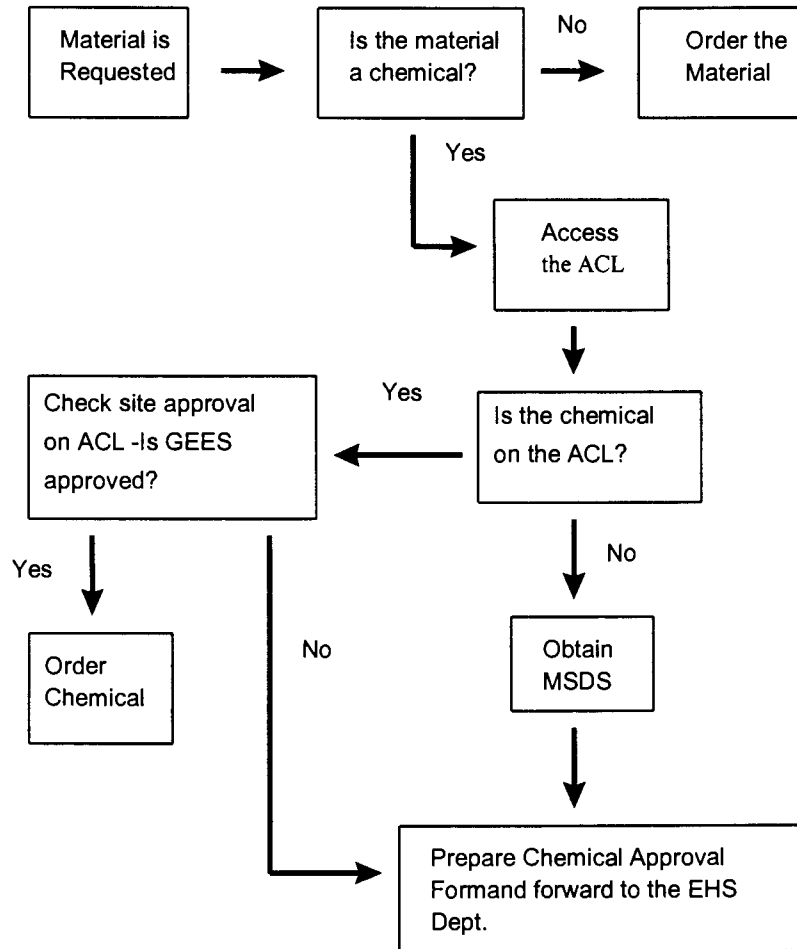 Material is
Requested
Is the material
a chemical?
No
Order the
Material
Yes
Access
the ACL
Check site approval
on ACL -Is GEES
approved?
Yes
Is the chemical
on the ACL?
Yes
No
No
Order
Chemical
Obtain
MSDS
Prepare Chemical Approval
Formand forward to the EHS
Dept.